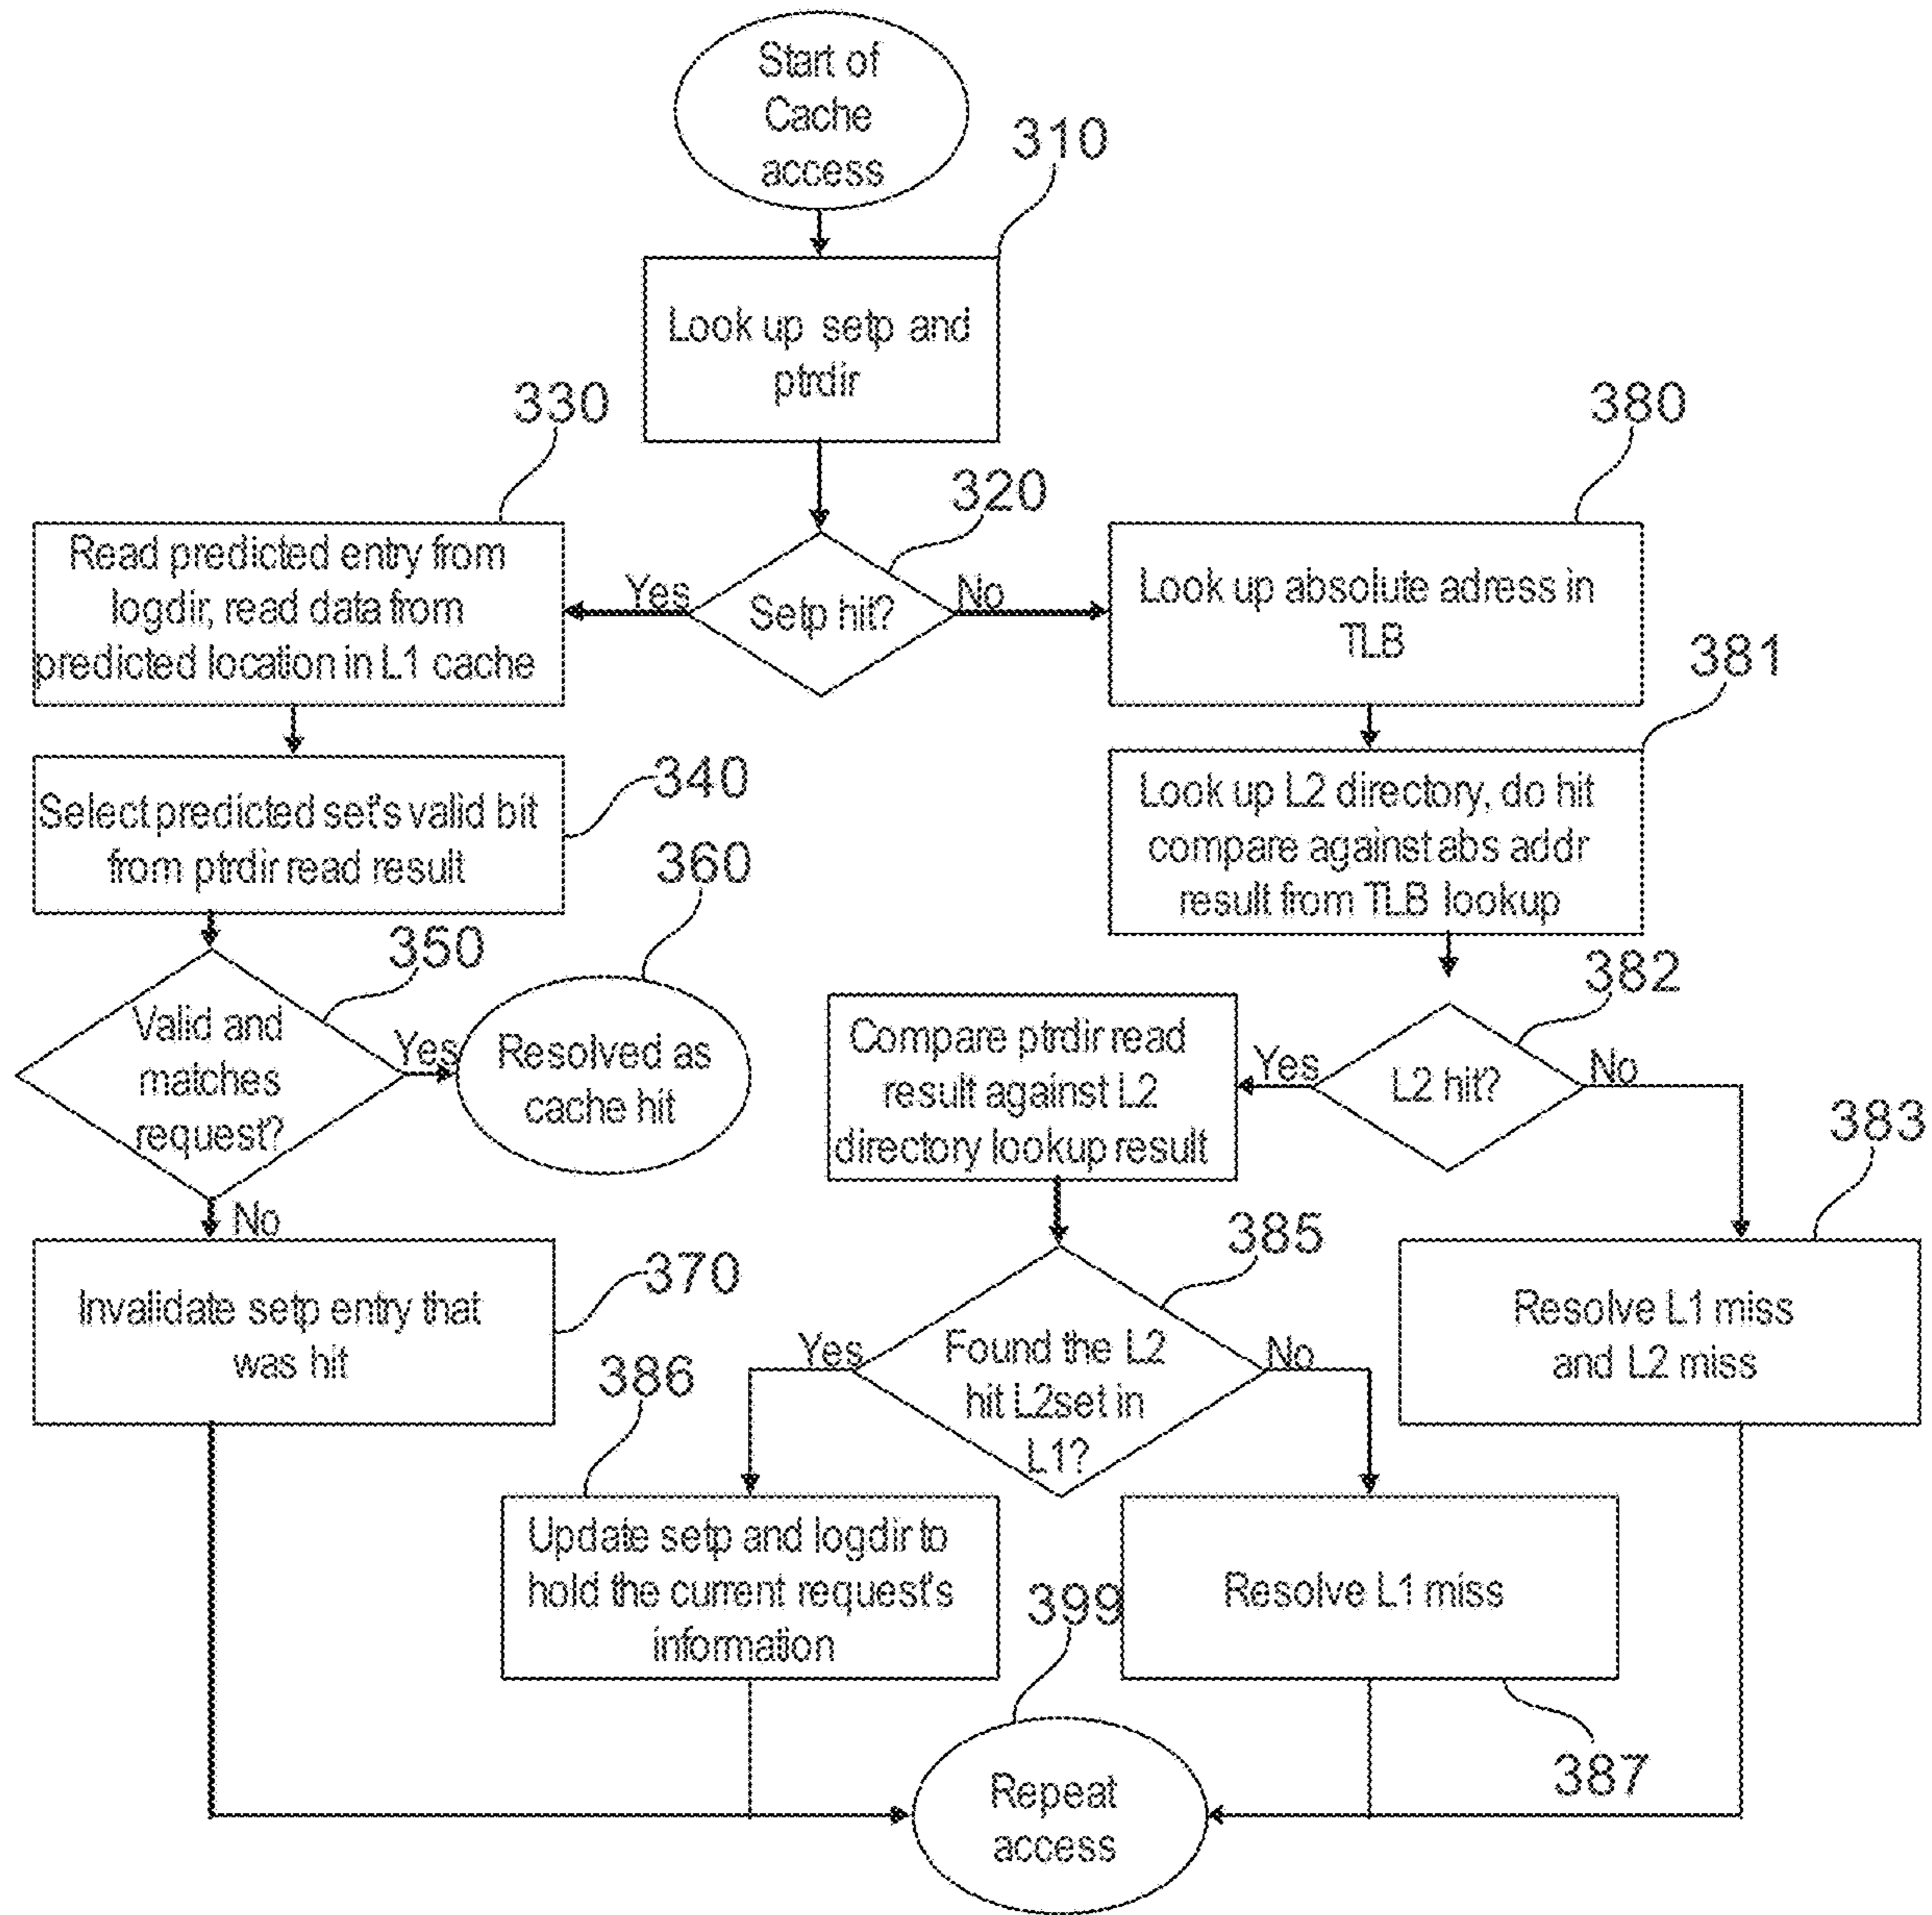 Start of
Cache
access
310
Look up setp and
ptrdir
330
380
320
Read predicted entry from
logdir, read data from
predicted location in L1 cache
Yes
Setp hit?
No
Look up absolute adress in
TLB
381
Select predicted set's valid bit
from ptrdir read result
340
Look up L2 directory, do hit
compare against abs addr
result from TLB lookup
360
350
382
Valid and
matches
request?
Yes
Resolved as
cache hit
Compare ptrdir read
result against L2
directory lookup result
Yes
L2 hit?
No
383
No
385
Invalidate setp entry that
was hit
370
Resolve L1 miss
and L2 miss
Yes
Found the L2
hit L2set in
L1?
No
386
Update setp and logdir to
hold the current request's
information
399
Resolve L1 miss
387
Repeat
access